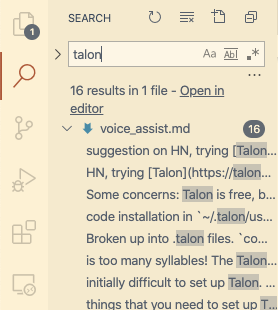 SEARCH
1
talon
Aa Abl .*
...
16 results in 1 file - Open in
editor
voice_assist.md 16
suggestion on HN, trying [Talon...
HN, trying [Talon](https://talon...
Some concerns: Talon is free, b...
code installation in `~/.talon/us...
Broken up into .talon files. `co...
is too many syllables! The Talon...
initially difficult to set up Talon. ...
things that you need to set up T...